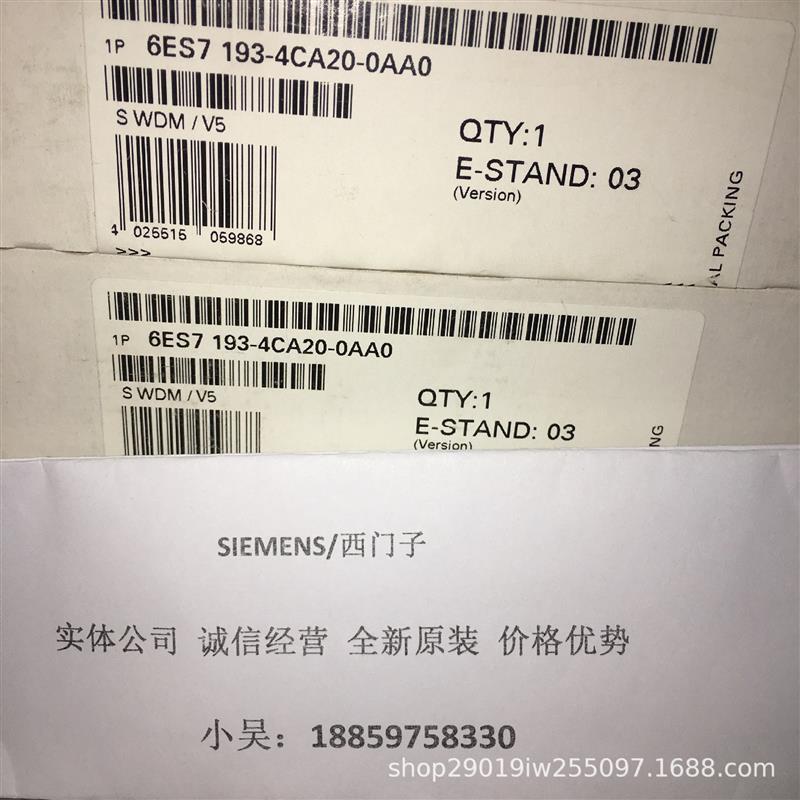 1P 6ES7 193-4CA20-0AA0
S WDM / V5
QTY:1
E-STAND: 03
(Version)
4 025515 059868
>>>
AL PACKING
1P 6ES7 193-4CA20-0AA0
S WDM / V5
QTY:1
E-STAND: 03
(Version)
NG
SIEMENS/西门子
实体公司 诚信经营 全新原装 价格优势
小吴：18859758330
shop29019iw255097.1688.com